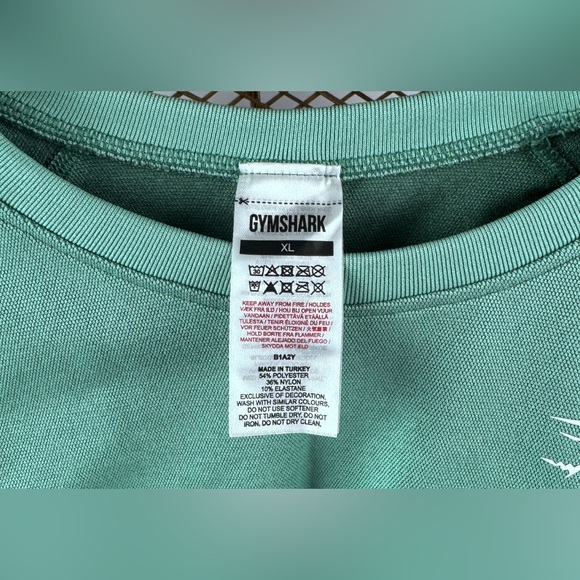 GYMSHARK
XL
KEEP AWAY FROM FIRE / HOLDES
VÆK FRA ILD / HOU BIJ OPEN VUUR
VANDAAN / PIDETTÄVÄ ETÄÄLLÄ
TULESTA / TENIR ÉLOIGNÉ DU FEU /
VOR FEUER SCHÜTZEN /
HOLD BORTE FRA FLAMMER /
MANTENER ALEJADO DEL FUEGO /
SKYDDA MOT ELD
B1A2Y
MADE IN TURKEY
54% POLYESTER
36% NYLON
10% ELASTANE
EXCLUSIVE OF DECORATION.
WASH WITH SIMILAR COLOURS,
DO NOT USE SOFTENER
DO NOT TUMBLE DRY, DO NOT
IRON, DO NOT DRY CLEAN.